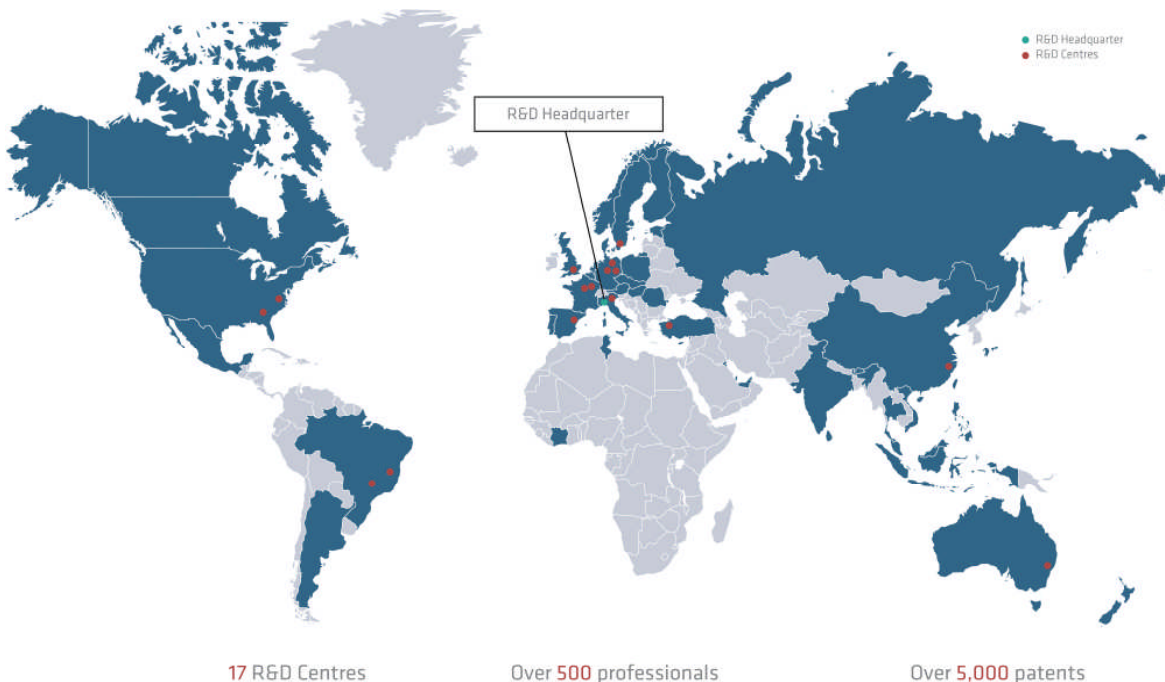 R&D Headquarter
R&D Centres
R&D Headquarter
17 R&D Centres
Over 500 professionals
Over 5,000 patents